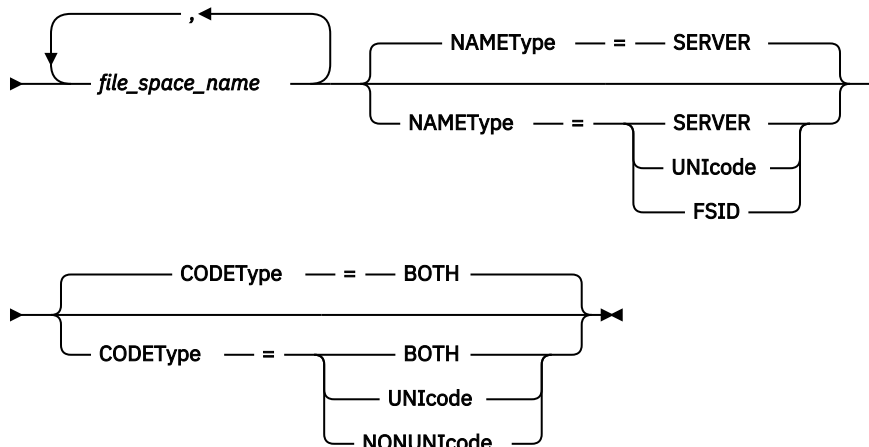 ,
file_space_name
NAMEType = SERVER
NAMEType = SERVER
UNIcode
FSID
CODEType = BOTH
CODEType = BOTH
UNIcode
NONUNIcode